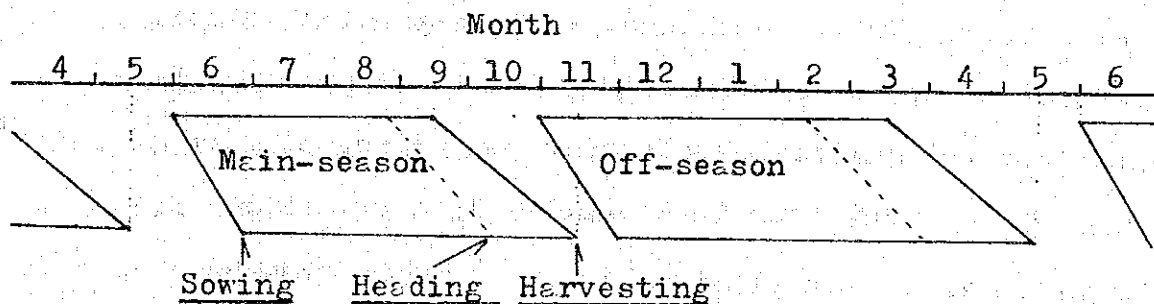 Month
4 5 6 7 8 9 10 11 12 1 2 3 4 5 6
Main-season Off-season
Sowing Heading Harvesting